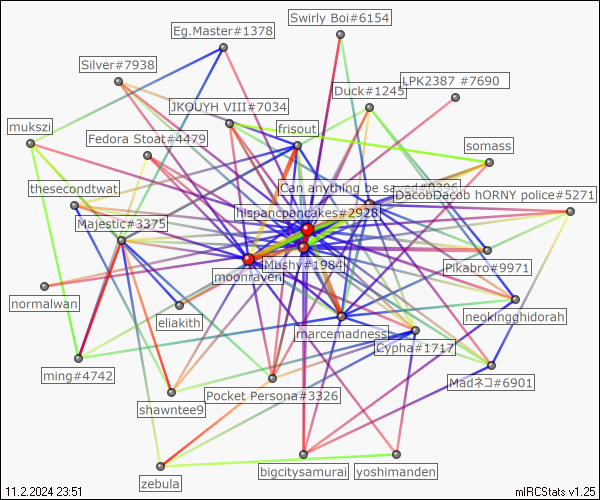 Swirly Boi#6154
Eg.Master#1378
Silver#7938
LPK2387 #7690
Duck#1245
JKOUYH VIII#7034
mukszi
frisout
Fedora Stoat#4479
somass
thesecondtwat
Can anything be saved#0396
DacobDacob hORNY police#5271
hispancpancakes#2928
Majestic#3375
Mushy#1984
Pikabro#9971
moonraven
normalwan
eliakith
neokingghidorah
marcemadness
Cypha#1717
ming#4742
Madネコ#6901
Pocket Persona#3326
shawntee9
bigcitysamurai
yoshimanden
zebula
11.2.2024 23:51
mIRCStats v1.25